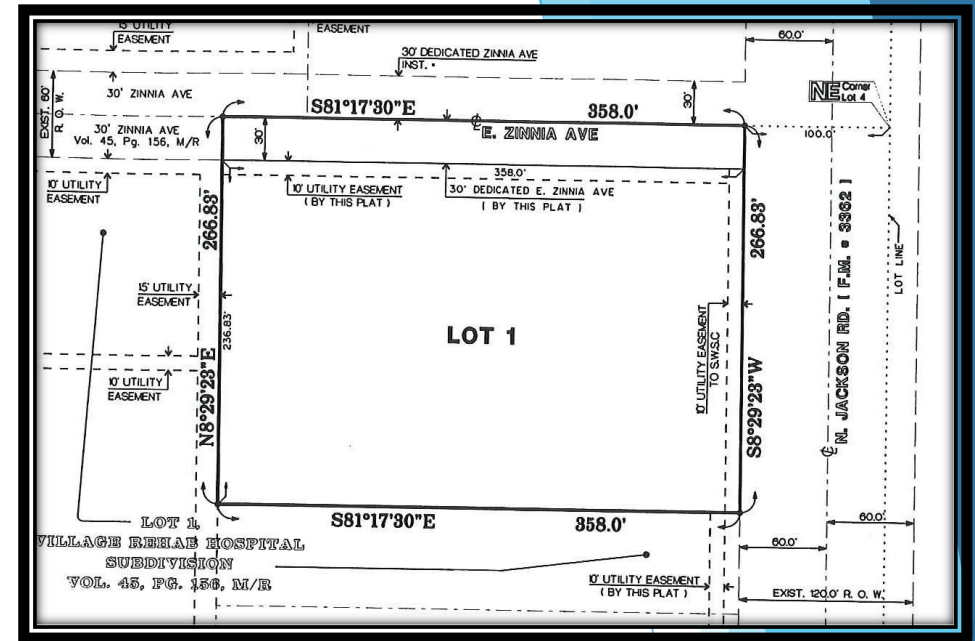 15' UTILITY
EASEMENT
EASEMENT
60.0'
30' DEDICATED ZINNIA AVE
INST. •
EXIST. 60'
R. O. W.
30' ZINNIA AVE
30' ZINNIA AVE
Vol. 45, Pg. 156, M/R
S81°17'30"E 358.0'
30'
30'
E. ZINNIA AVE
NE Corner
Lot 4
100.0'
358.0'
10' UTILITY
EASEMENT
10' UTILITY EASEMENT
( BY THIS PLAT )
30' DEDICATED E. ZINNIA AVE
( BY THIS PLAT )
266.83'
266.83'
N. JACKSON RD. ( F.M. = 3362 )
LOT LINE
15' UTILITY
EASEMENT
236.83'
LOT 1
10' UTILITY EASEMENT
TO S.W.S.C
10' UTILITY
EASEMENT
N8°29'23"E
S8°29'23"W
S81°17'30"E 358.0'
LOT 1,
VILLAGE REHAB HOSPITAL
SUBDIVISION
VOL. 45, PG. 156, M/R
60.0'
60.0'
10' UTILITY EASEMENT
( BY THIS PLAT )
EXIST. 120.0' R. O. W.